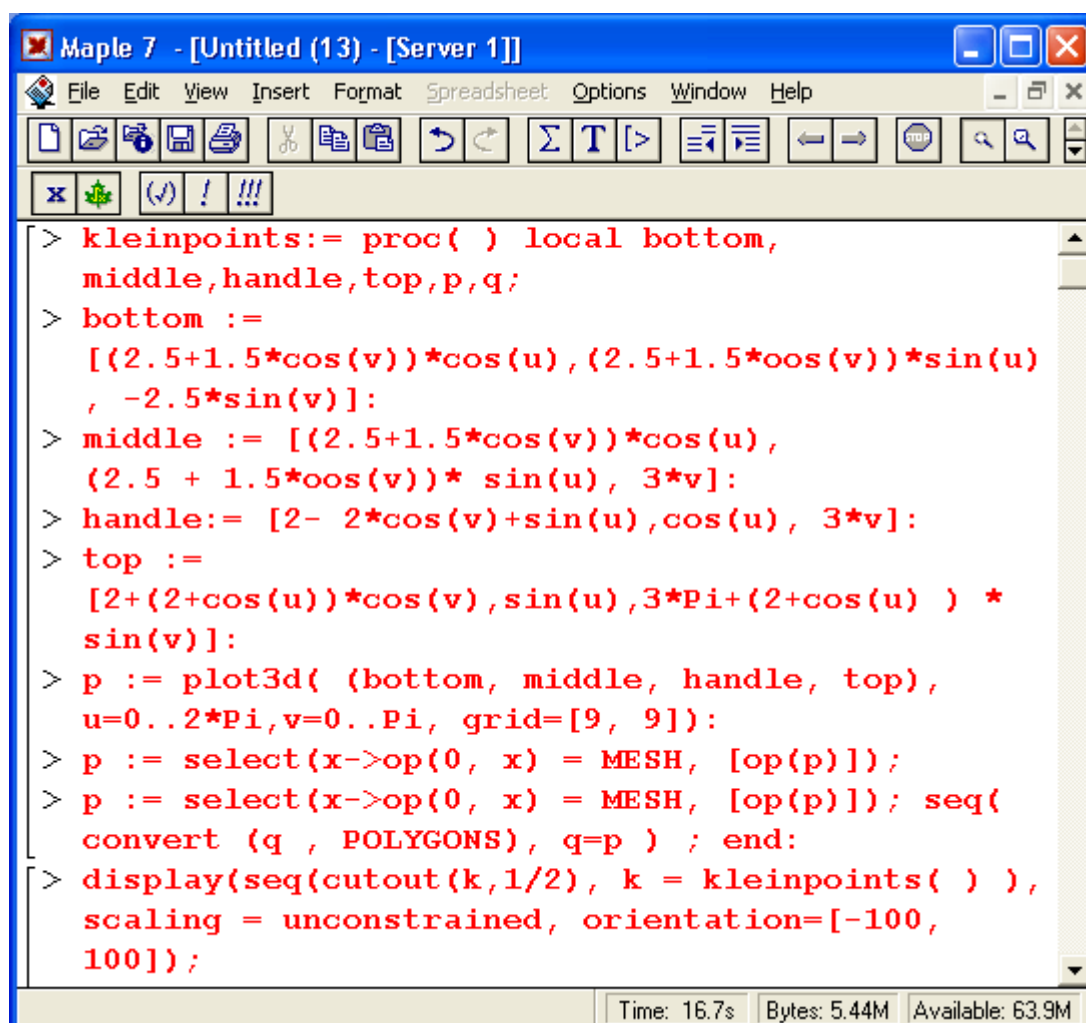 Maple 7 - [Untitled (13) - [Server 1]]
File Edit View Insert Format Spreadsheet Options Window Help
Σ T [>
STOP
x (√) ! !!!
> kleinpoints:= proc( ) local bottom,
middle,handle,top,p,q;
> bottom :=
[(2.5+1.5*cos(v))*cos(u),(2.5+1.5*oos(v))*sin(u)
, -2.5*sin(v)]:
> middle := [(2.5+1.5*cos(v))*cos(u),
(2.5 + 1.5*oos(v))* sin(u), 3*v]:
> handle:= [2- 2*cos(v)+sin(u),cos(u), 3*v]:
> top :=
[2+(2+cos(u))*cos(v),sin(u),3*Pi+(2+cos(u) ) *
sin(v)]:
> p := plot3d( (bottom, middle, handle, top),
u=0..2*Pi,v=0..Pi, grid=[9, 9]):
> p := select(x->op(0, x) = MESH, [op(p)]);
> p := select(x->op(0, x) = MESH, [op(p)]); seq(
convert (q , POLYGONS), q=p ) ; end:
> display(seq(cutout(k,1/2), k = kleinpoints( ) ),
scaling = unconstrained, orientation=[-100,
100]);
Time: 16.7s Bytes: 5.44M Available: 63.9M